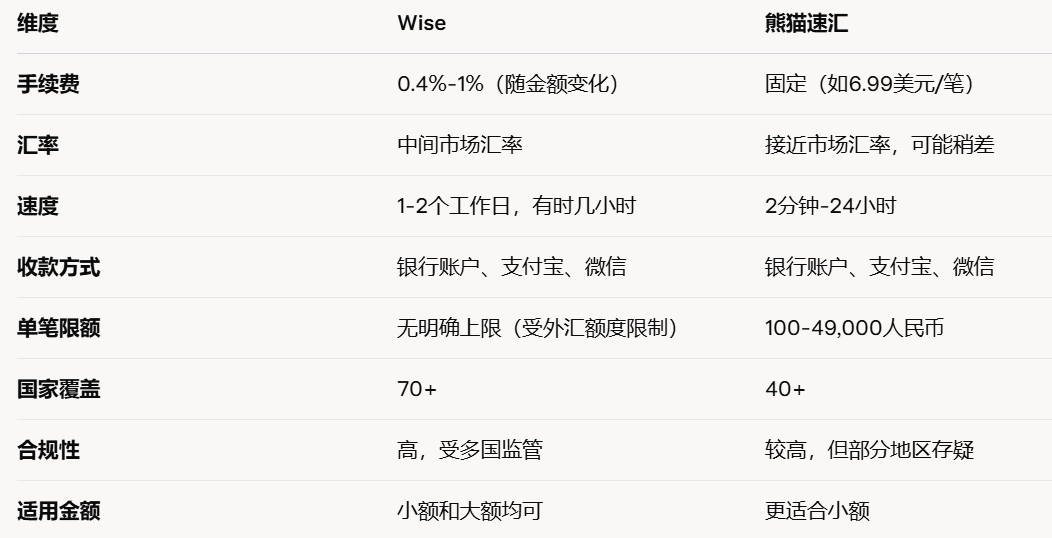 维度 Wise 熊猫速汇
手续费 0.4%-1%（随金额变化） 固定（如6.99美元/笔）
汇率 中间市场汇率 接近市场汇率，可能稍差
速度 1-2个工作日，有时几小时 2分钟-24小时
收款方式 银行账户、支付宝、微信 银行账户、支付宝、微信
单笔限额 无明确上限（受外汇额度限制） 100-49,000人民币
国家覆盖 70+ 40+
合规性 高，受多国监管 较高，但部分地区存疑
适用金额 小额和大额均可 更适合小额